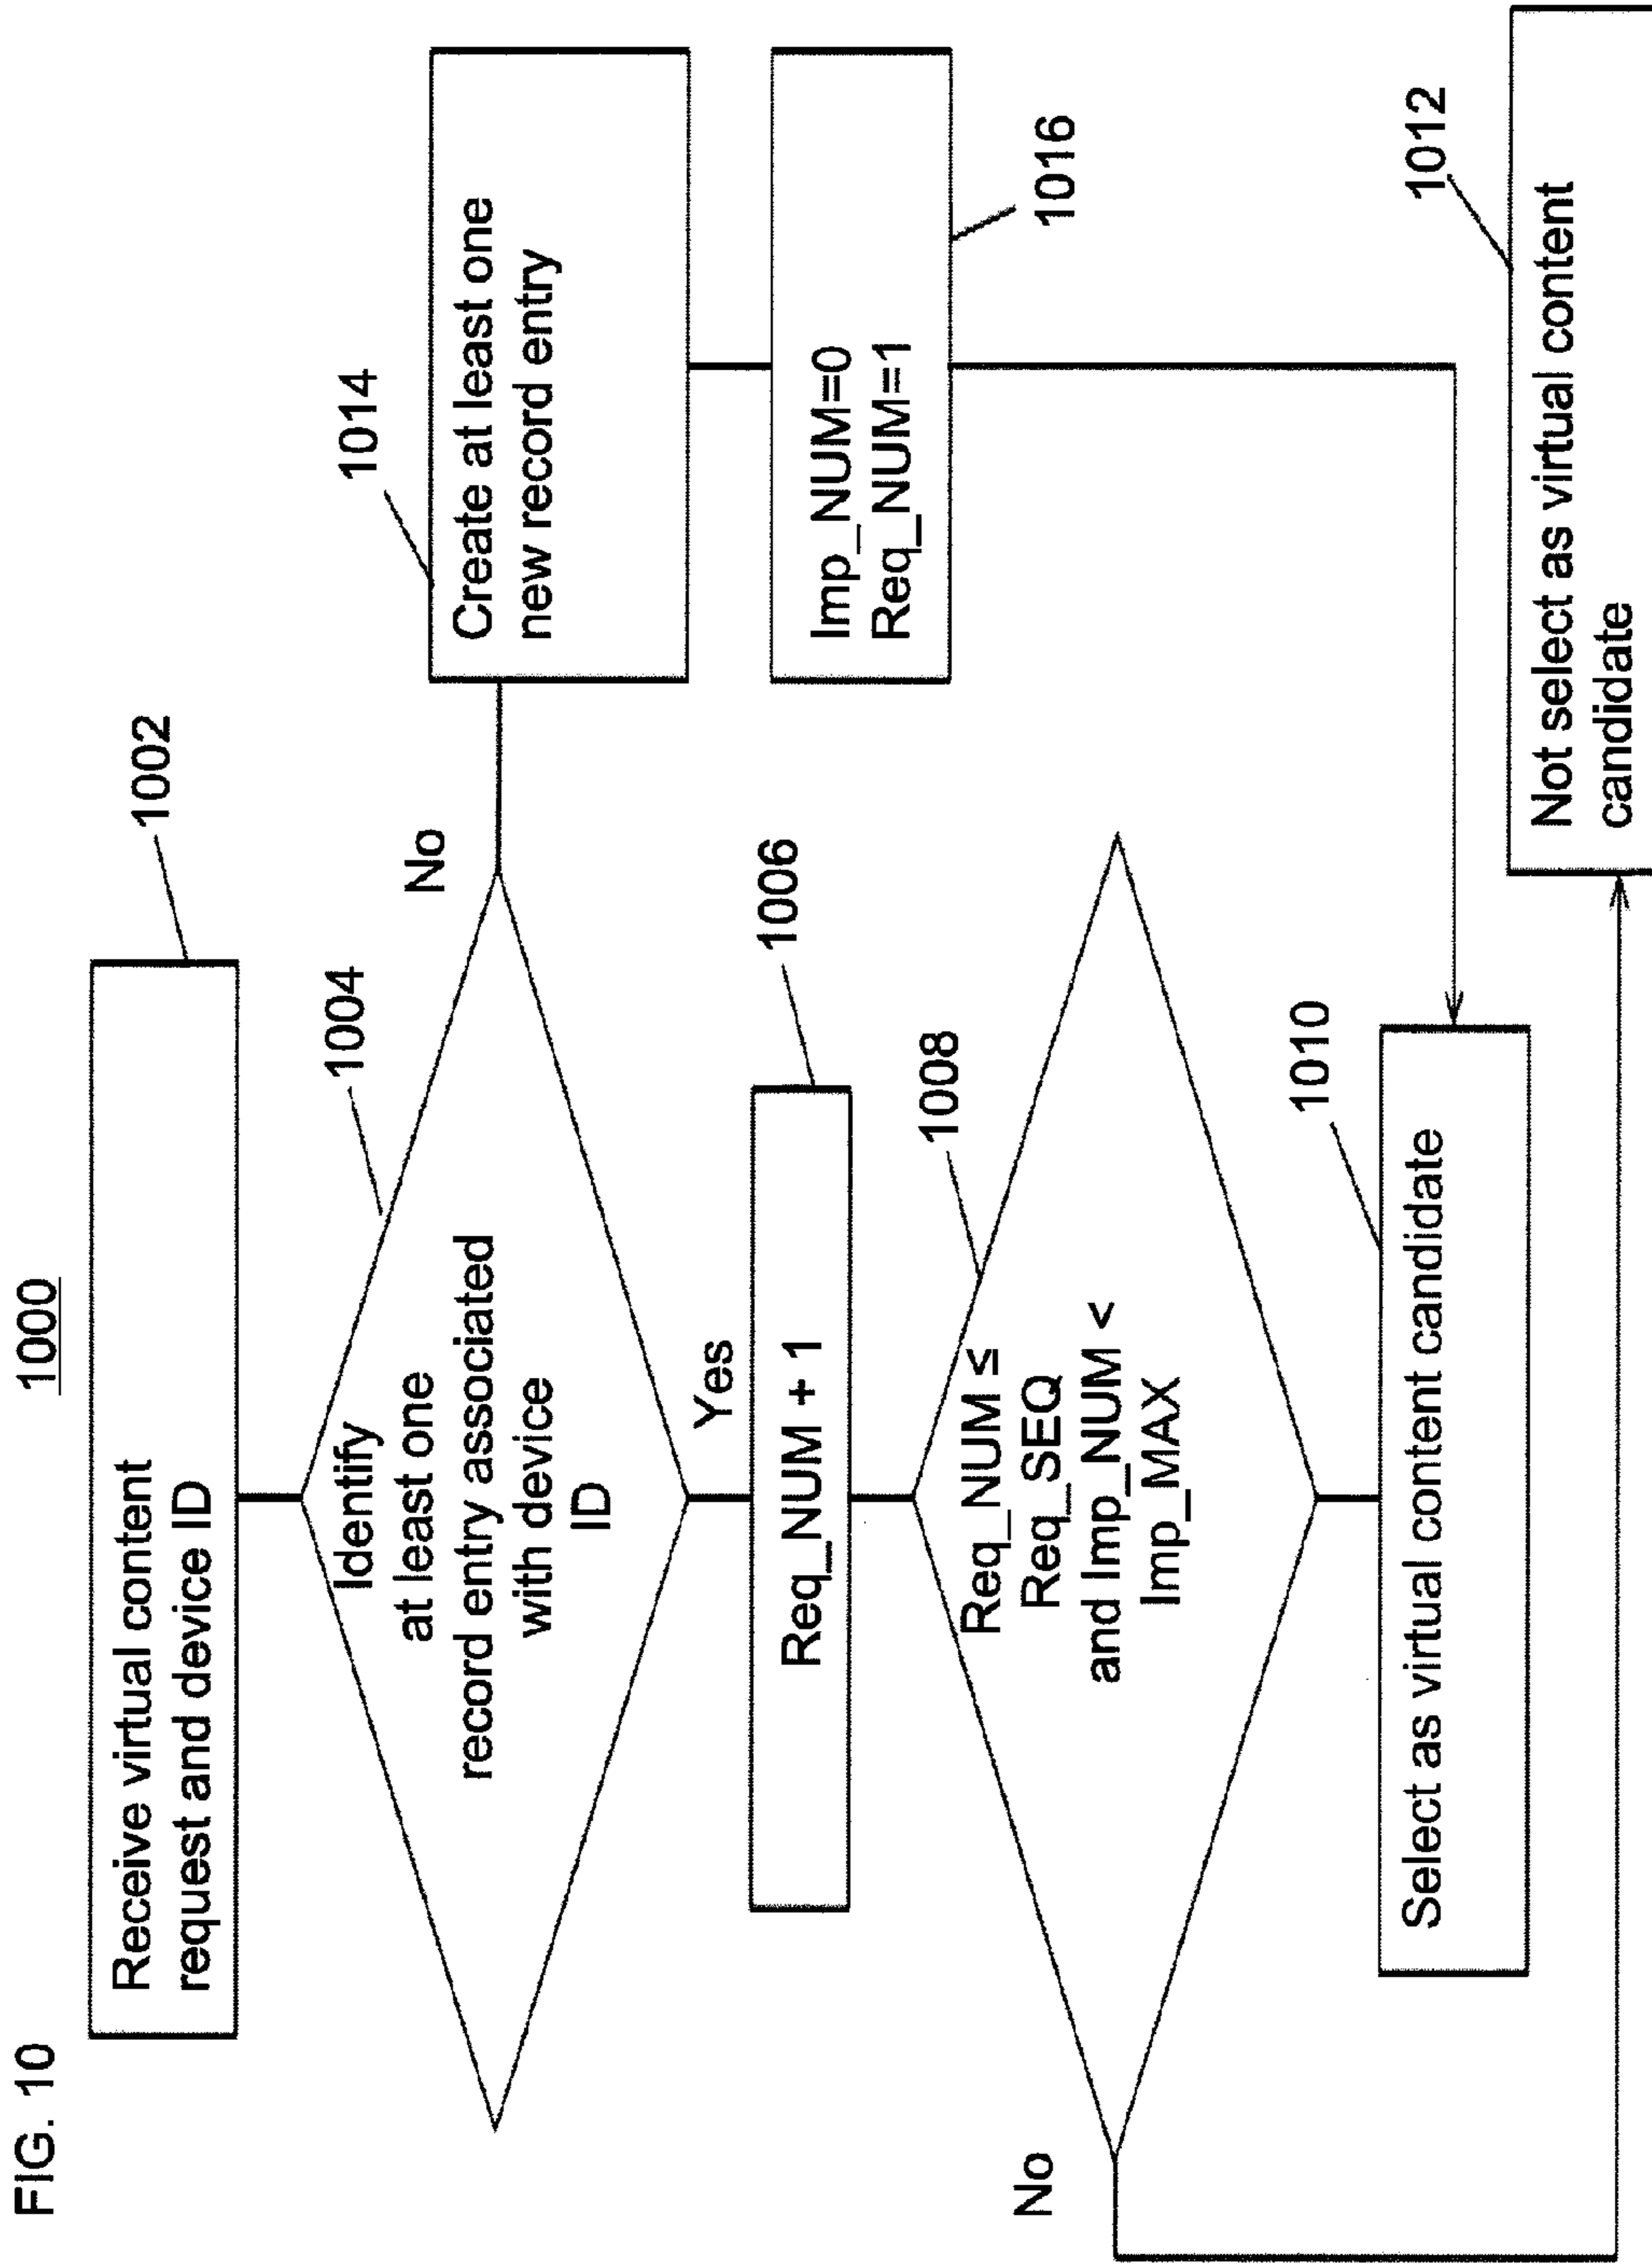 FIG. 10
1000
Receive virtual content
request and device ID
1002
Identify
at least one
record entry associated
with device
ID
1004
No
Yes
1014
Create at least one
new record entry
Imp_NUM=0
Req_NUM=1
1016
Req_NUM + 1
1006
Req_NUM ≤
Req_SEQ
and Imp_NUM <
Imp_MAX
1008
No
Select as virtual content candidate
1010
1012
Not select as virtual content
candidate